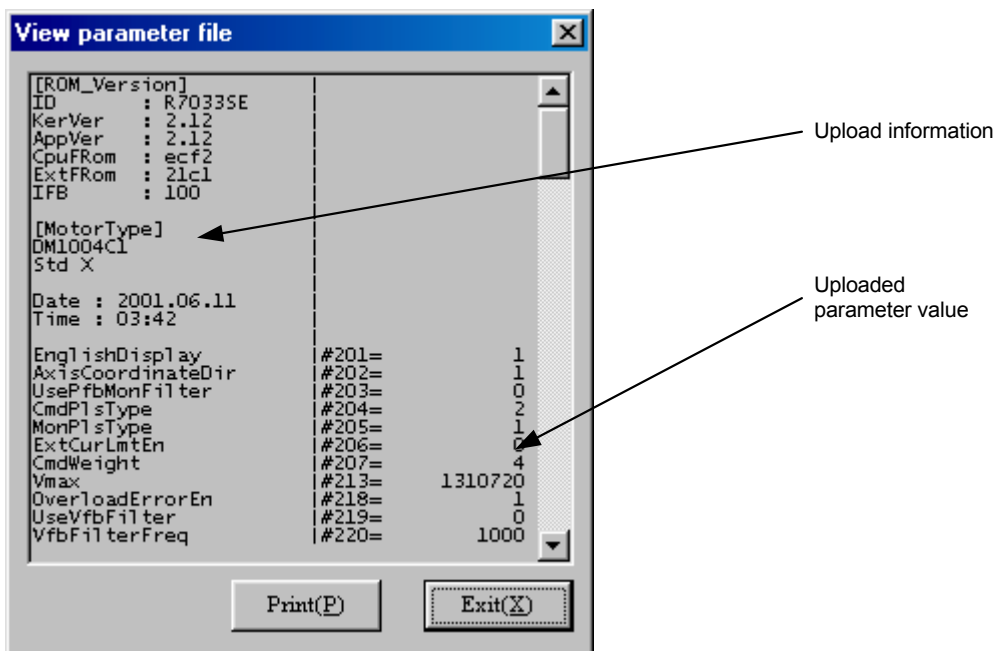 View parameter file
[ROM_Version] |
ID : R7033SE |
KerVer : 2.12 |
AppVer : 2.12 |
CpuFRom : ecf2 |
ExtFRom : 21c1 |
IFB : 100 |
|
[MotorType] |
DM1004C1 |
Std X |
|
Date : 2001.06.11 |
Time : 03:42 |
|
EnglishDisplay |#201= 1
AxisCoordinateDir |#202= 1
UsePfbMonFilter |#203= 0
CmdPlsType |#204= 2
MonPlsType |#205= 1
ExtCurLmtEn |#206= 0
CmdWeight |#207= 4
Vmax |#213= 1310720
OverloadErrorEn |#218= 1
UseVfbFilter |#219= 0
VfbFilterFreq |#220= 1000
Print(P)
Exit(X)
Upload information
Uploaded
parameter value